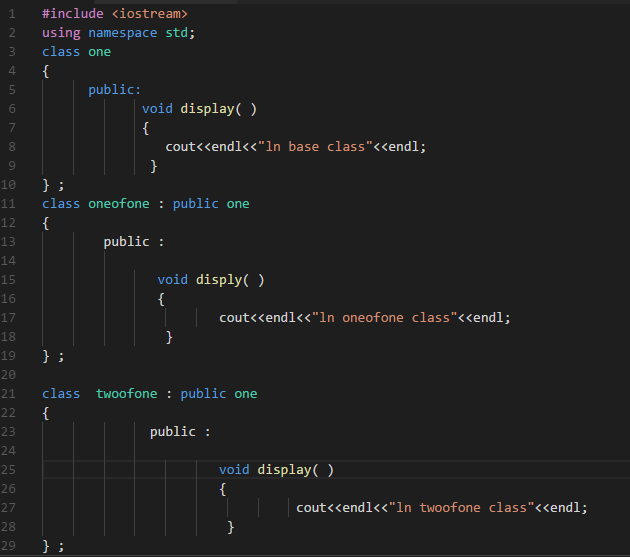 1 #include <iostream>
2 using namespace std;
3 class one
4 {
5 public:
6 void display( )
7 {
8 cout<<endl<<"ln base class"<<endl;
9 }
10 } ;
11 class oneofone : public one
12 {
13 public :
14
15 void disply( )
16 {
17 cout<<endl<<"ln oneofone class"<<endl;
18 }
19 } ;
20
21 class  twoofone : public one
22 {
23 public :
24
25 void display( )
26 {
27 cout<<endl<<"ln twoofone class"<<endl;
28 }
29 } ;